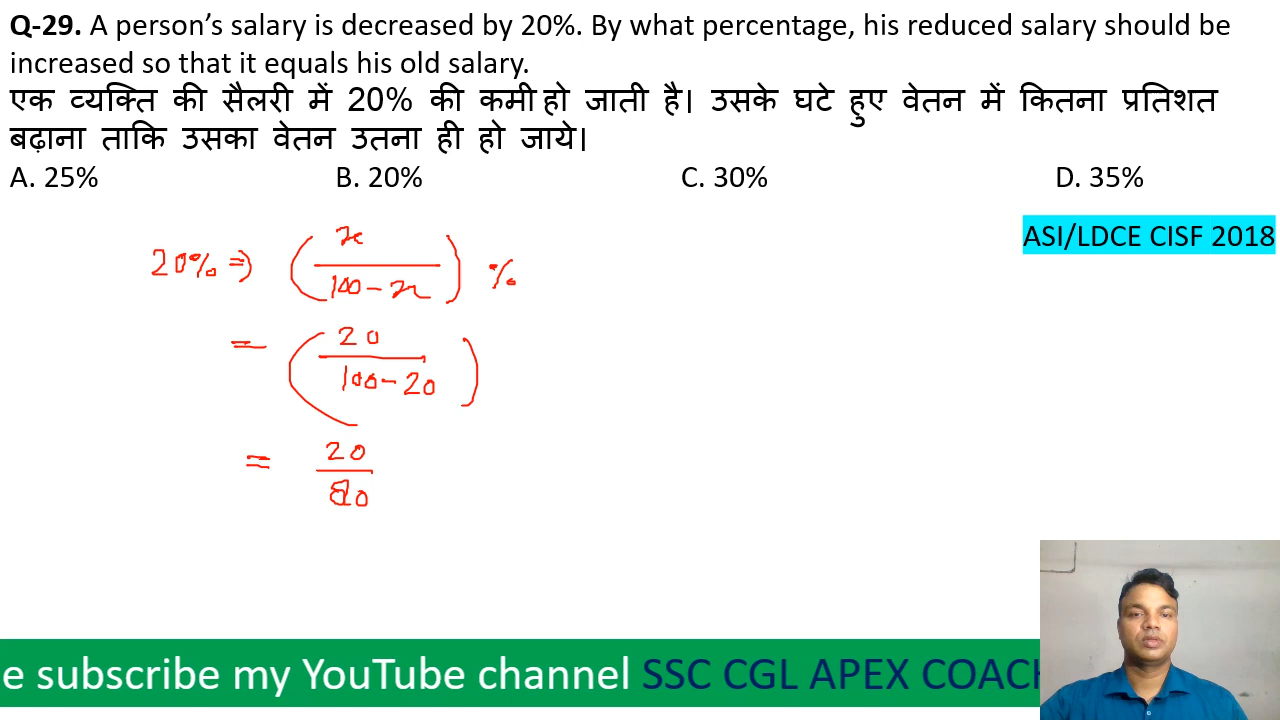 Q-29. A person’s salary is decreased by 20%. By what percentage, his reduced salary should be
increased so that it equals his old salary.
एक व्यक्ति की सैलरी में 20% की कमी हो जाती है। उसके घटे हुए वेतन में कितना प्रतिशत
बढ़ाना ताकि उसका वेतन उतना ही हो जाये।
A. 25% B. 20% C. 30% D. 35%
ASI/LDCE CISF 2018
20% ⇒ (x / 100 - x) %
= (20 / 100 - 20)
= 20 / 80
e subscribe my YouTube channel SSC CGL APEX COACH